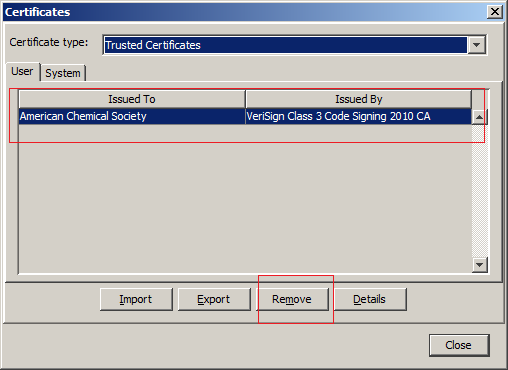 Certificates
Certificate type: Trusted Certificates
User System
Issued To Issued By
American Chemical Society VeriSign Class 3 Code Signing 2010 CA
Import Export Remove Details
Close